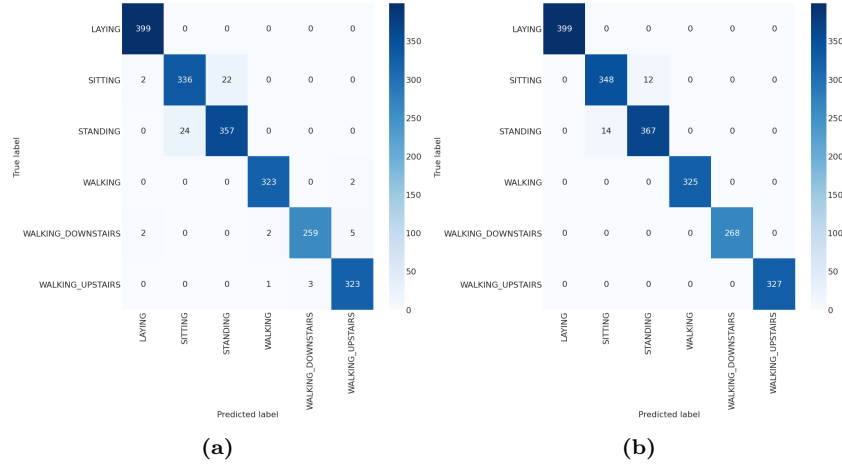 LAYING 399 0 0 0 0 0
SITTING 2 336 22 0 0 0
STANDING 0 24 357 0 0 0
WALKING 0 0 0 323 0 2
WALKING_DOWNSTAIRS 2 0 0 2 259 5
WALKING_UPSTAIRS 0 0 0 1 3 323
True label
LAYING
SITTING
STANDING
WALKING
WALKING_DOWNSTAIRS
WALKING_UPSTAIRS
Predicted label
350
300
250
200
150
100
50
0
(a)
LAYING 399 0 0 0 0 0
SITTING 0 348 12 0 0 0
STANDING 0 14 367 0 0 0
WALKING 0 0 0 325 0 0
WALKING_DOWNSTAIRS 0 0 0 0 268 0
WALKING_UPSTAIRS 0 0 0 0 0 327
True label
LAYING
SITTING
STANDING
WALKING
WALKING_DOWNSTAIRS
WALKING_UPSTAIRS
Predicted label
350
300
250
200
150
100
50
0
(b)